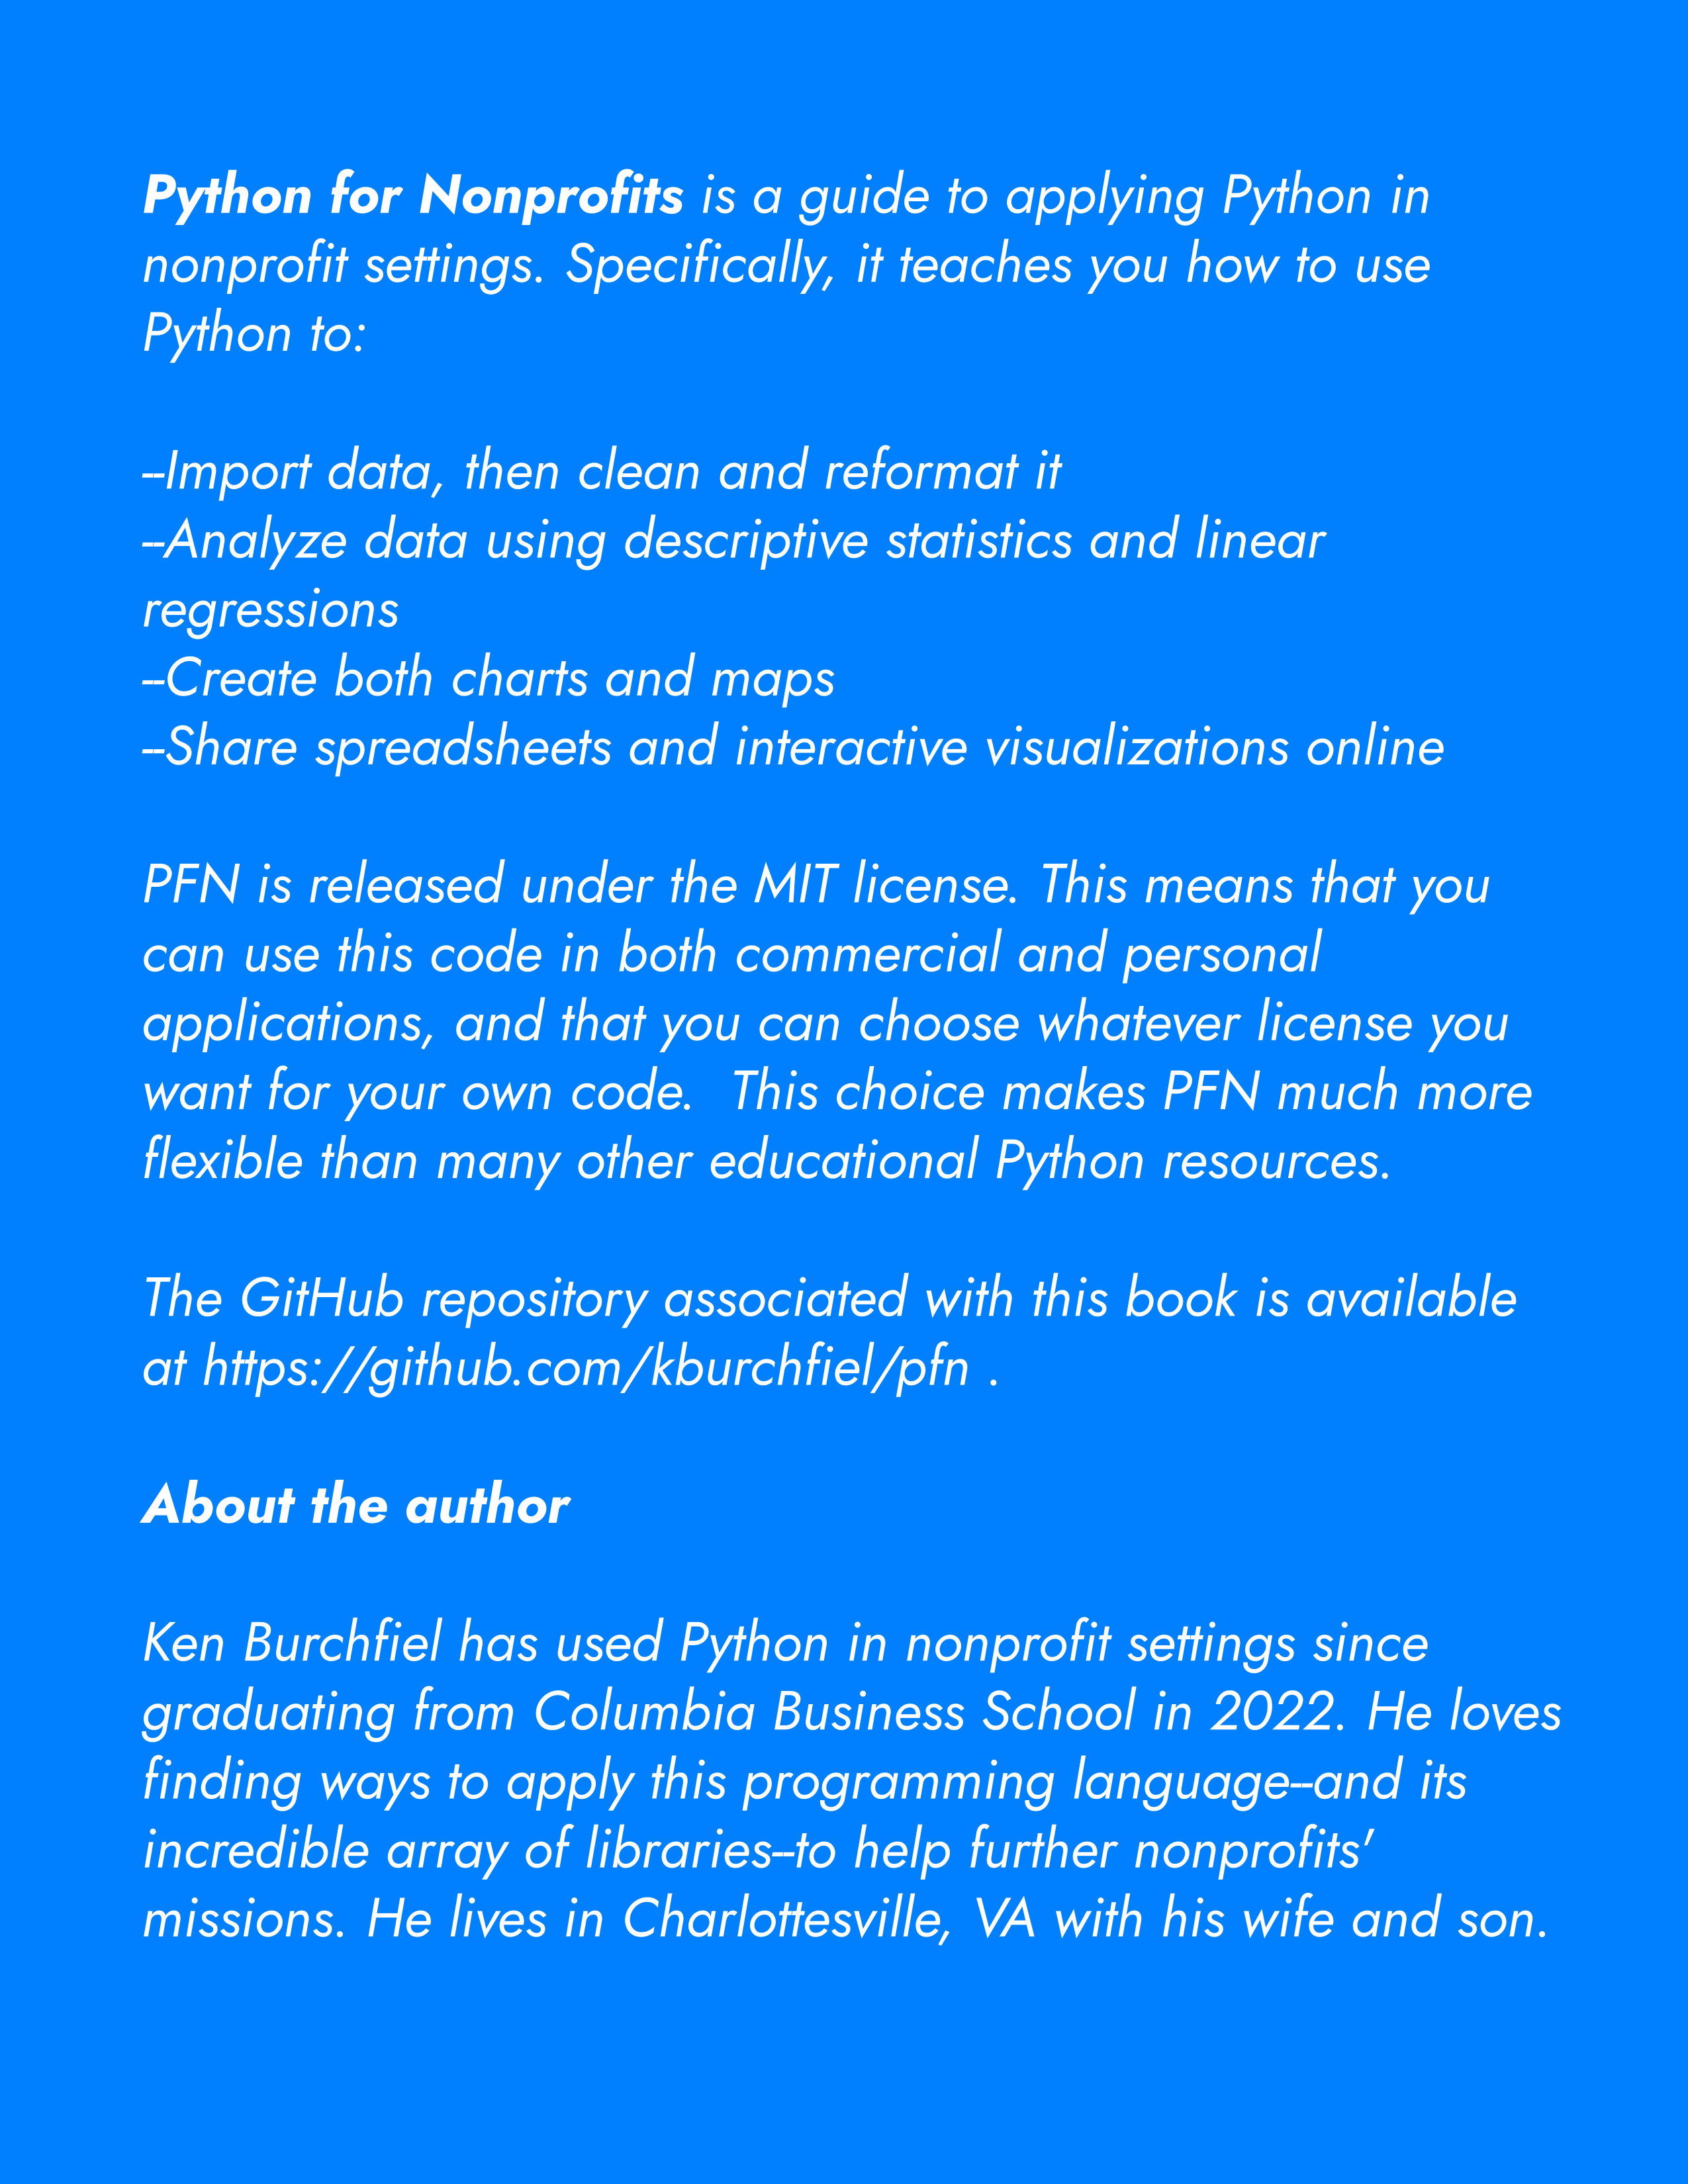 Python for Nonprofits is a guide to applying Python in
nonprofit settings. Specifically, it teaches you how to use
Python to:
--Import data, then clean and reformat it
--Analyze data using descriptive statistics and linear
regressions
--Create both charts and maps
--Share spreadsheets and interactive visualizations online
PFN is released under the MIT license. This means that you
can use this code in both commercial and personal
applications, and that you can choose whatever license you
want for your own code.  This choice makes PFN much more
flexible than many other educational Python resources.
The GitHub repository associated with this book is available
at https://github.com/kburchfiel/pfn .
About the author
Ken Burchfiel has used Python in nonprofit settings since
graduating from Columbia Business School in 2022. He loves
finding ways to apply this programming language--and its
incredible array of libraries--to help further nonprofits'
missions. He lives in Charlottesville, VA with his wife and son.